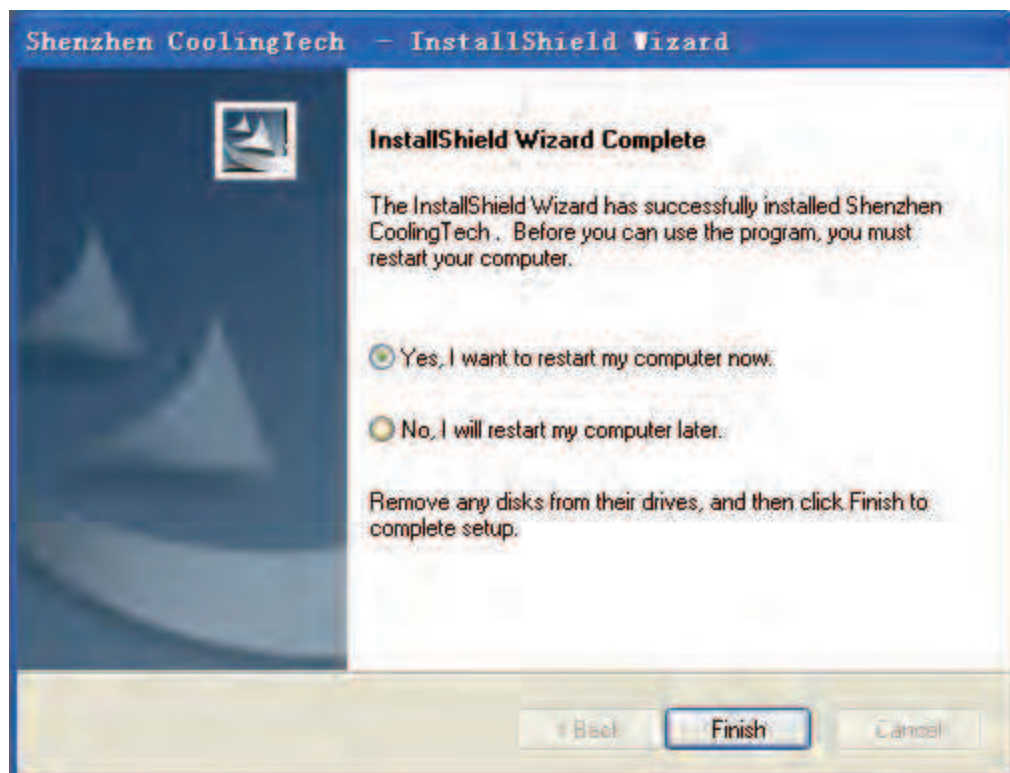 Shenzhen CoolingTech - InstallShield Wizard
InstallShield Wizard Complete
The InstallShield Wizard has successfully installed Shenzhen
CoolingTech . Before you can use the program, you must
restart your computer.
Yes, I want to restart my computer now.
No, I will restart my computer later.
Remove any disks from their drives, and then click Finish to
complete setup.
< Back Finish Cancel